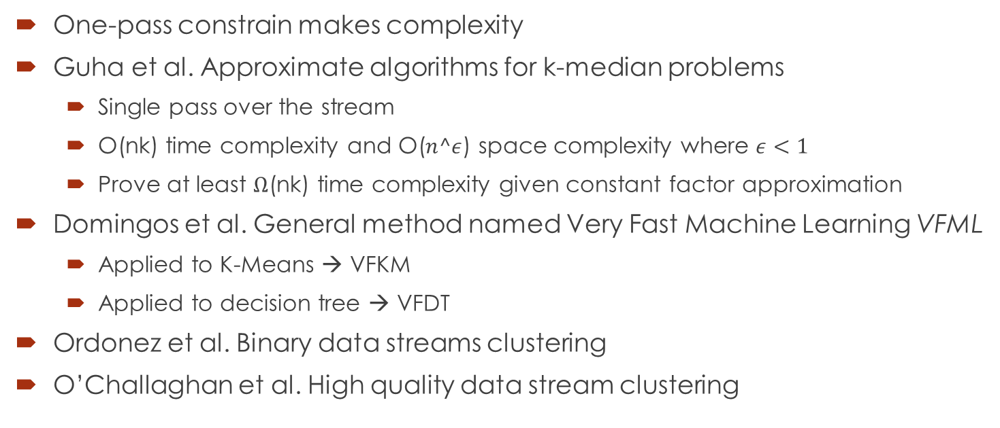 One-pass constrain makes complexity
Guha et al. Approximate algorithms for k-median problems
Single pass over the stream
O(nk) time complexity and O(n^ϵ) space complexity where ϵ < 1
Prove at least Ω(nk) time complexity given constant factor approximation
Domingos et al. General method named Very Fast Machine Learning VFML
Applied to K-Means → VFKM
Applied to decision tree → VFDT
Ordonez et al. Binary data streams clustering
O’Challaghan et al. High quality data stream clustering